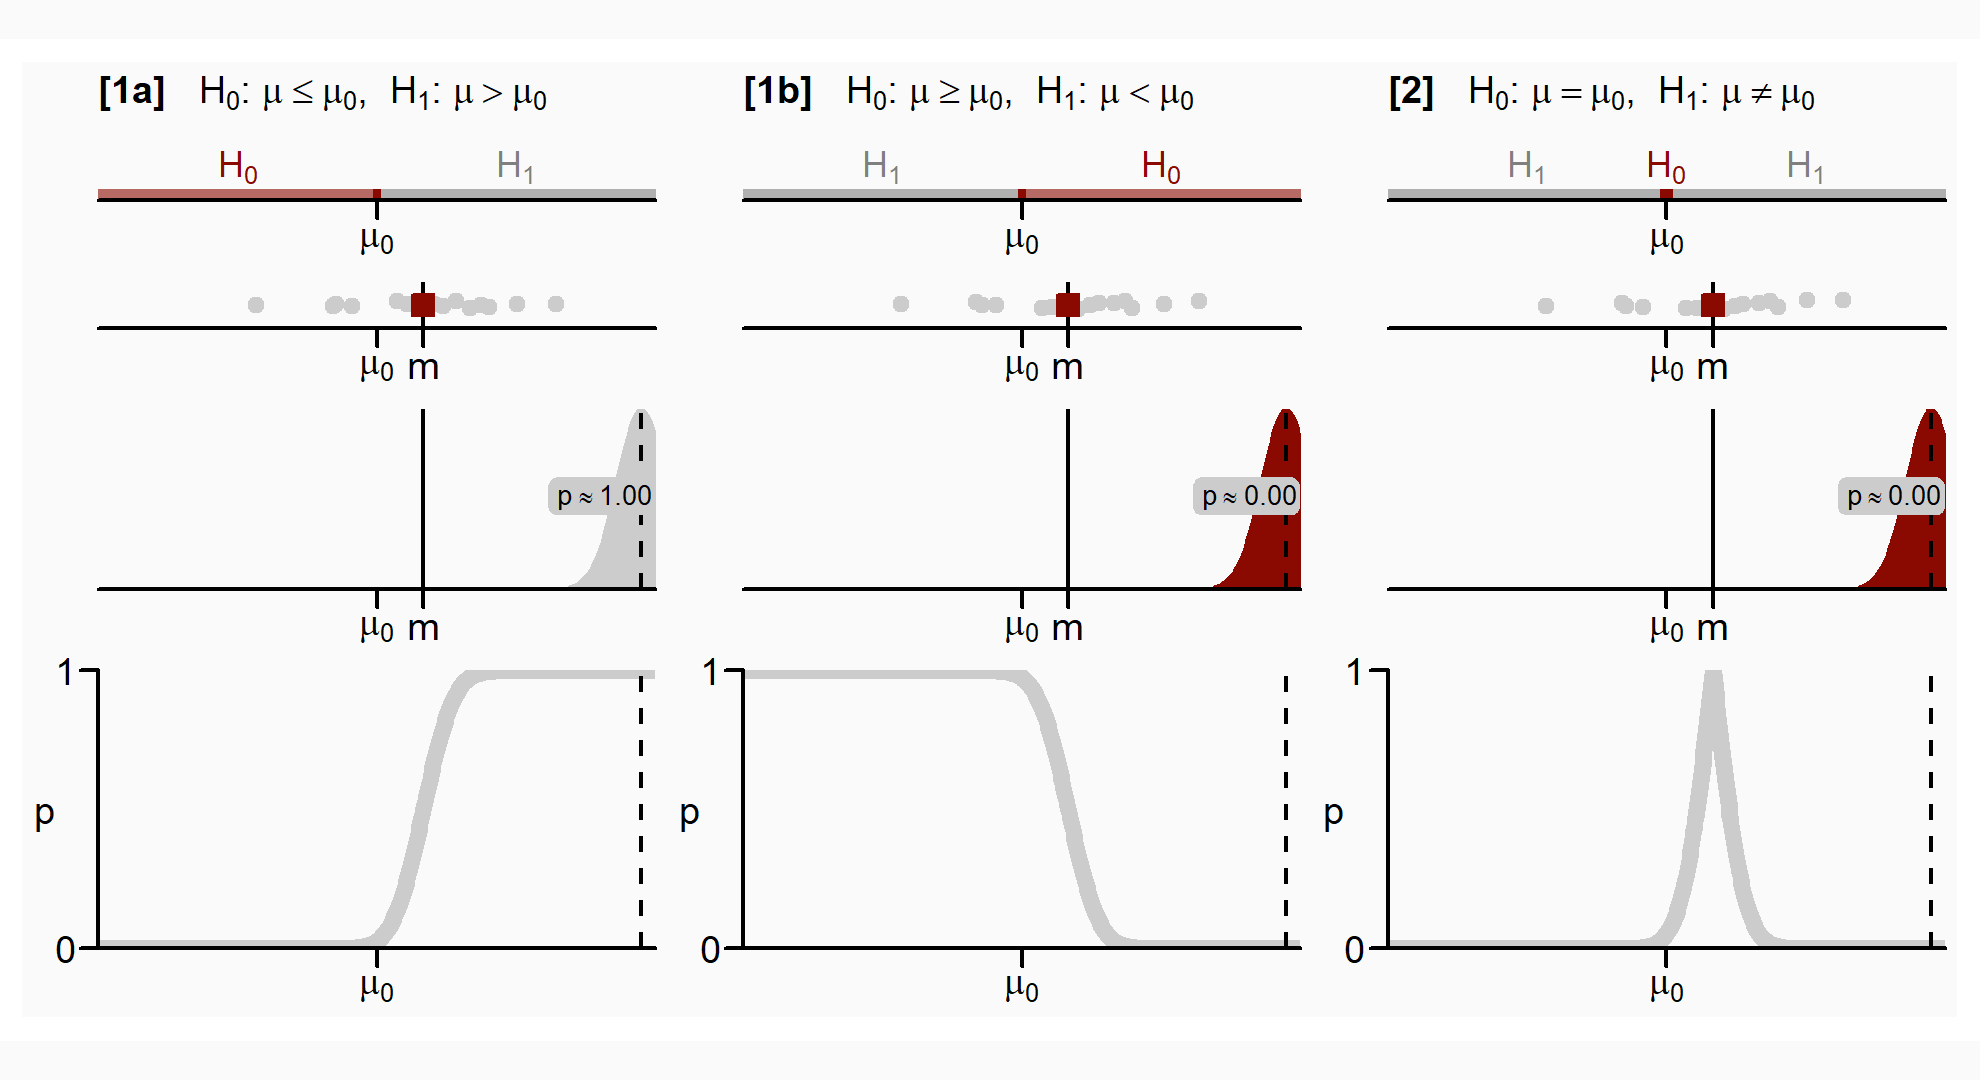 [1a] H₀: μ ≤ μ₀, H₁: μ > μ₀
H₀ H₁
μ₀
μ₀ m
p ≈ 1.00
μ₀ m
1
p
0
μ₀
[1b] H₀: μ ≥ μ₀, H₁: μ < μ₀
H₁ H₀
μ₀
μ₀ m
p ≈ 0.00
μ₀ m
1
p
0
μ₀
[2] H₀: μ = μ₀, H₁: μ ≠ μ₀
H₁ H₀ H₁
μ₀
μ₀ m
p ≈ 0.00
μ₀ m
1
p
0
μ₀